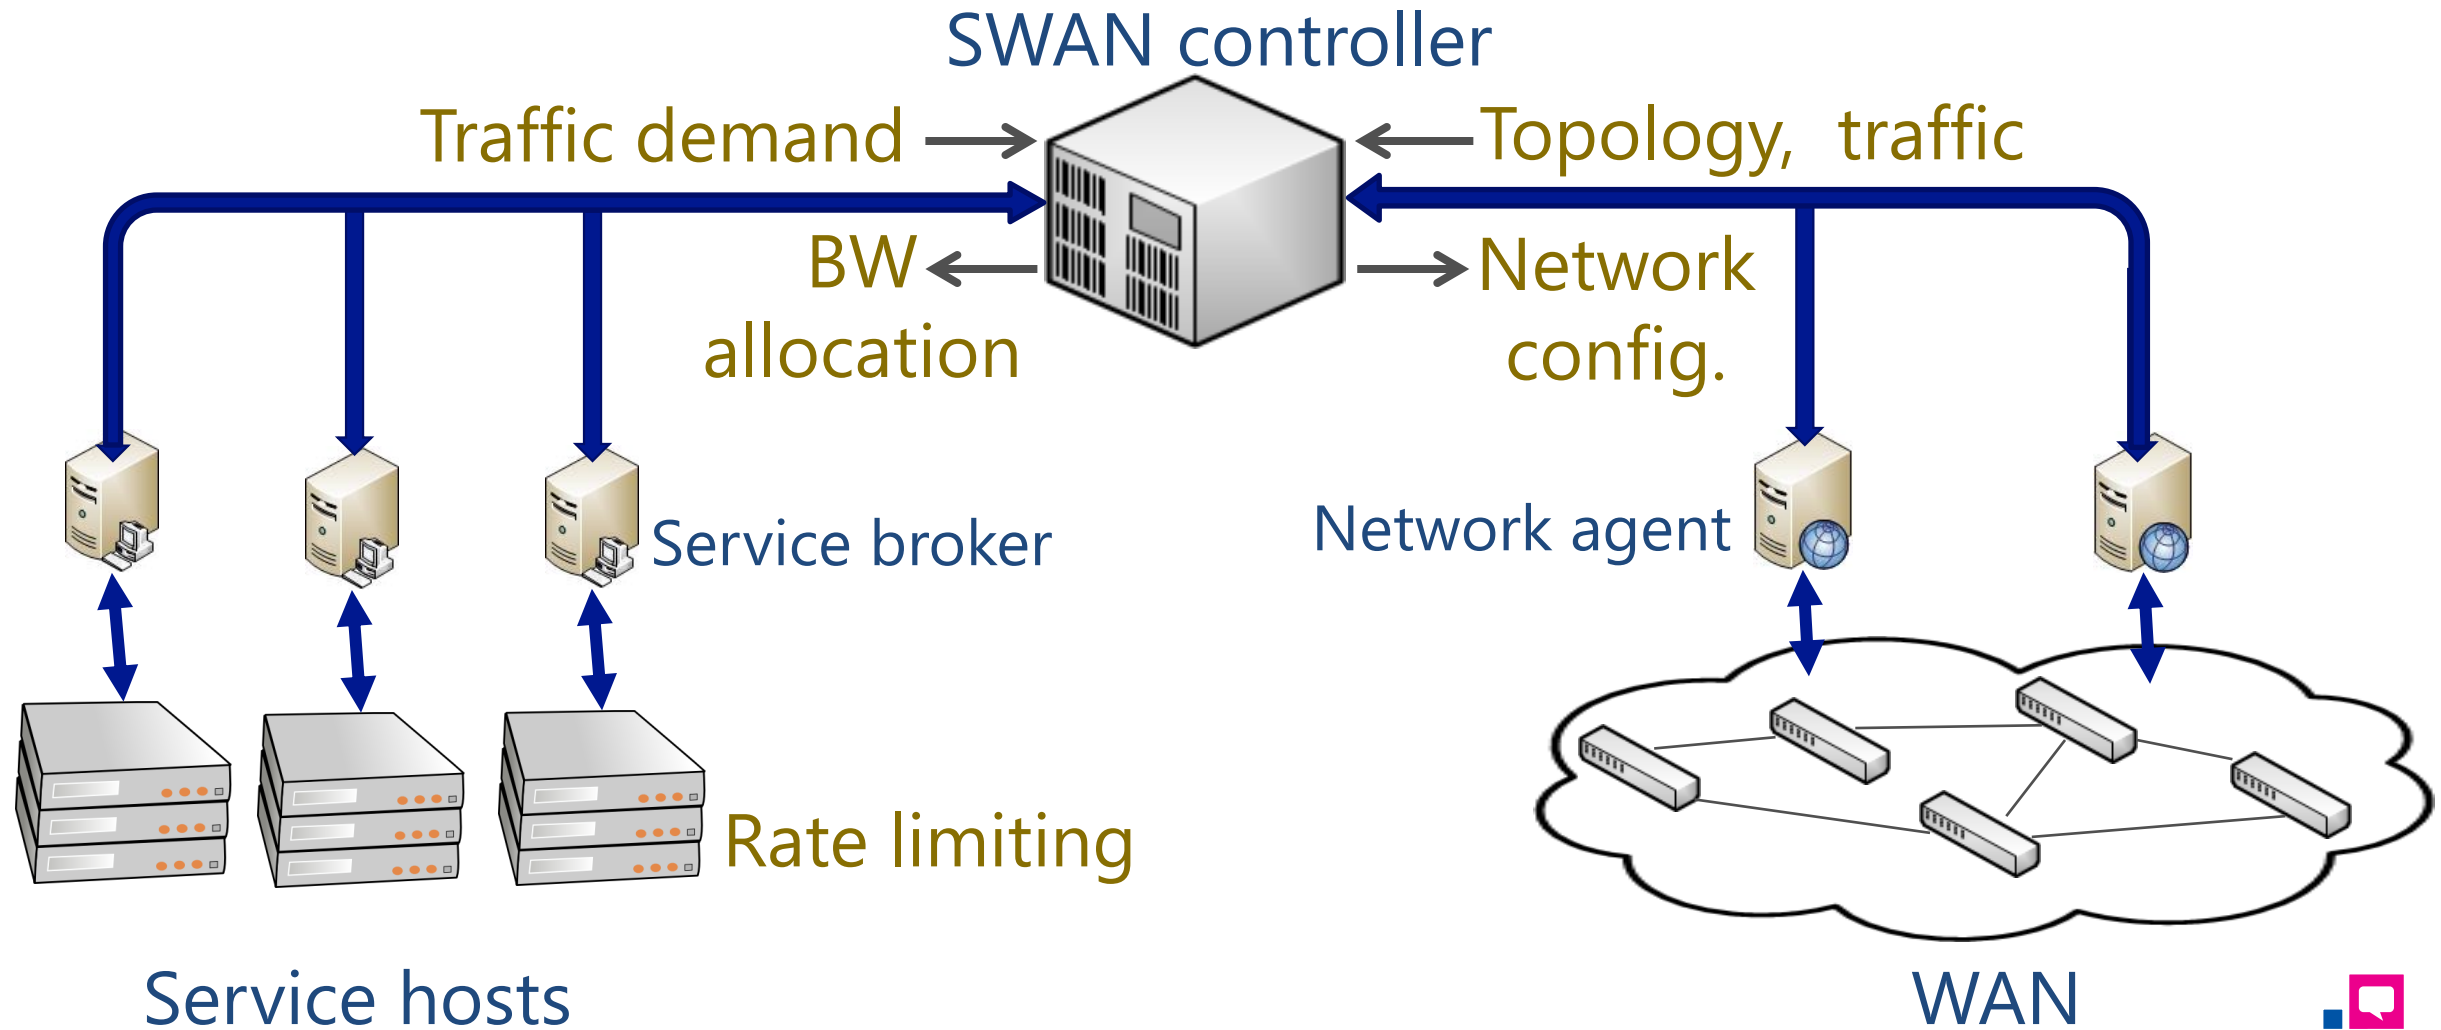 SWAN controller
Traffic demand
Topology, traffic
BW
allocation
Network
config.
Service broker
Network agent
Rate limiting
Service hosts
WAN